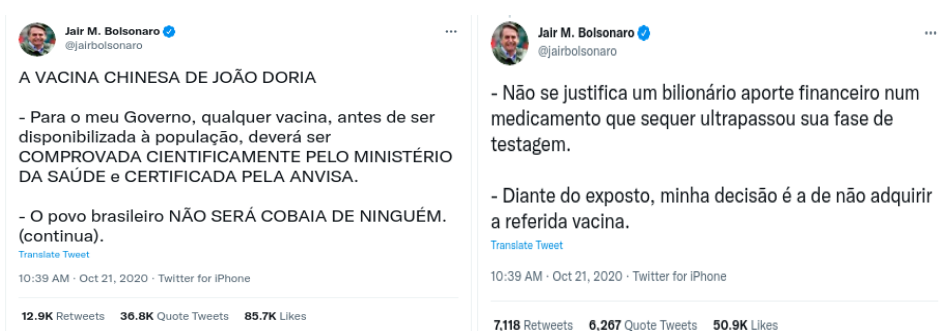 Jair M. Bolsonaro
@jairbolsonaro
A VACINA CHINESA DE JOÃO DORIA
- Para o meu Governo, qualquer vacina, antes de ser
disponibilizada à população, deverá ser
COMPROVADA CIENTIFICAMENTE PELO MINISTÉRIO
DA SAÚDE e CERTIFICADA PELA ANVISA.
- O povo brasileiro NÃO SERÁ COBAIA DE NINGUÉM.
(continua).
Translate Tweet
10:39 AM · Oct 21, 2020 · Twitter for iPhone
12.9K Retweets 36.8K Quote Tweets 85.7K Likes
Jair M. Bolsonaro
@jairbolsonaro
- Não se justifica um bilionário aporte financeiro num
medicamento que sequer ultrapassou sua fase de
testagem.
- Diante do exposto, minha decisão é a de não adquirir
a referida vacina.
Translate Tweet
10:39 AM · Oct 21, 2020 · Twitter for iPhone
7,118 Retweets 6,267 Quote Tweets 50.9K Likes